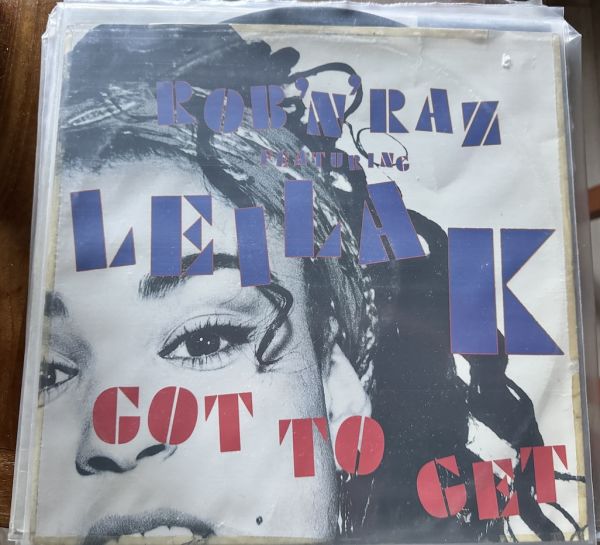 ROB'N'RAZ
FEATURING
LEILA K
GOT TO GET